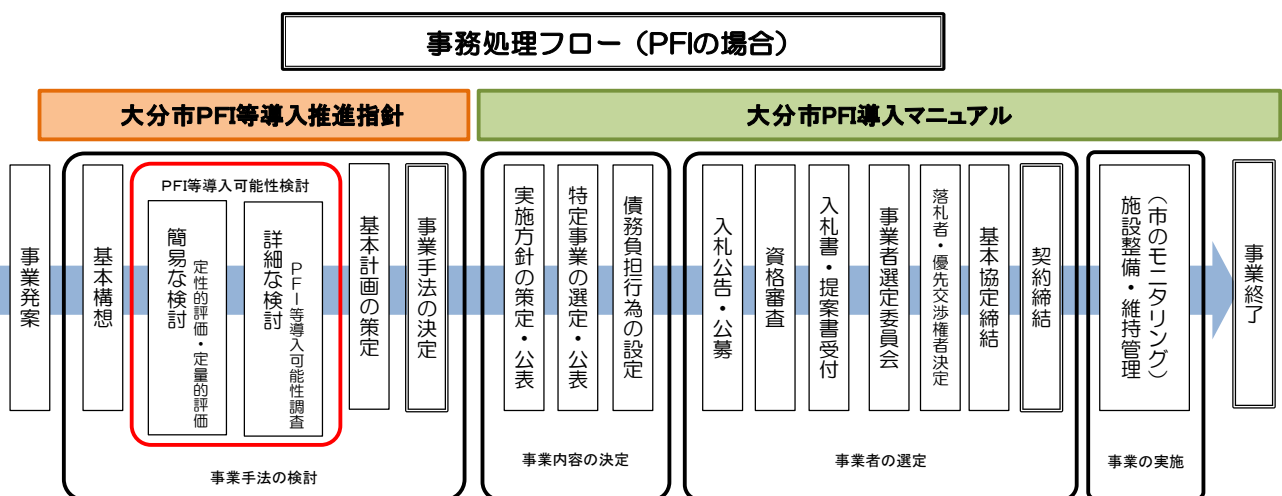 事務処理フロー（PFIの場合）
大分市PFI等導入推進指針
大分市PFI導入マニュアル
事業発案
基本構想
PFI等導入可能性検討
簡易な検討
定性的評価・定量的評価
詳細な検討
PFI等導入可能性調査
基本計画の策定
事業手法の決定
事業手法の検討
実施方針の策定・公表
特定事業の選定・公表
債務負担行為の設定
事業内容の決定
入札公告・公募
資格審査
入札書・提案書受付
事業者選定委員会
落札者・優先交渉権者決定
基本協定締結
契約締結
事業者の選定
施設整備・維持管理
（市のモニタリング）
事業の実施
事業終了